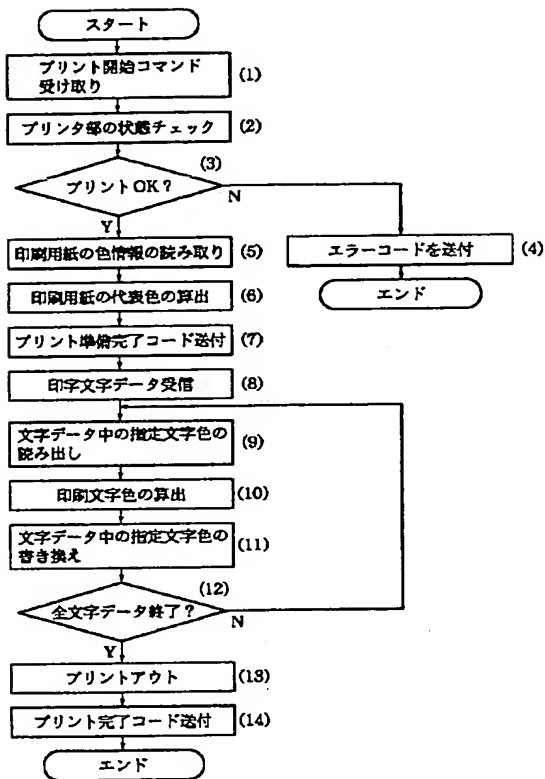 スタート
プリント開始コマンド
受け取り
(1)
プリンタ部の状態チェック
(2)
(3)
プリントOK?
N
Y
エラーコードを送付
(4)
エンド
印刷用紙の色情報の読み取り
(5)
印刷用紙の代表色の算出
(6)
プリント準備完了コード送付
(7)
印字文字データ受信
(8)
文字データ中の指定文字色の
読み出し
(9)
印刷文字色の算出
(10)
文字データ中の指定文字色の
書き換え
(11)
(12)
全文字データ終了?
N
Y
プリントアウト
(13)
プリント完了コード送付
(14)
エンド